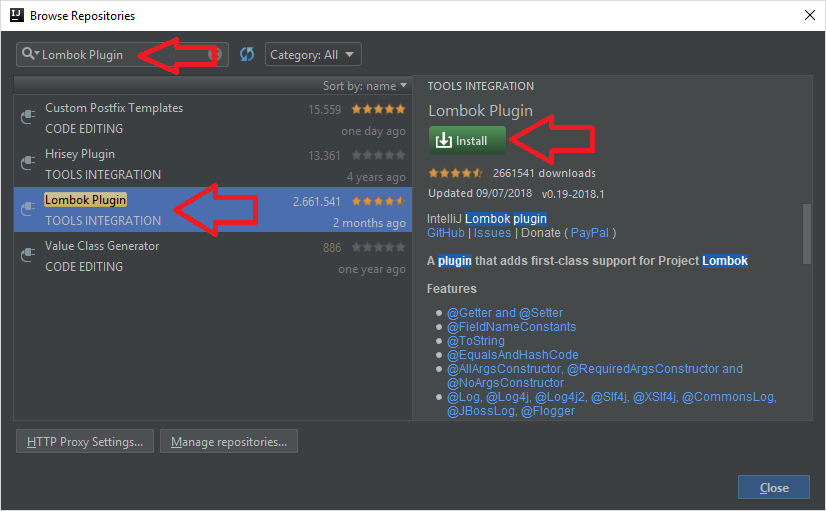 IJ Browse Repositories
Lombok Plugin
Category: All
Sort by: name
Custom Postfix Templates 15.559
CODE EDITING one day ago
Hrisey Plugin 13.361
TOOLS INTEGRATION 4 years ago
Lombok Plugin 2.661.541
TOOLS INTEGRATION 2 months ago
Value Class Generator 886
CODE EDITING one year ago
TOOLS INTEGRATION
Lombok Plugin
Install
2661541 downloads
Updated 09/07/2018 v0.19-2018.1
IntelliJ Lombok plugin
GitHub | Issues | Donate ( PayPal )
A plugin that adds first-class support for Project Lombok
Features
@Getter and @Setter
@FieldNameConstants
@ToString
@EqualsAndHashCode
@AllArgsConstructor, @RequiredArgsConstructor and
@NoArgsConstructor
@Log, @Log4j, @Log4j2, @Slf4j, @XSlf4j, @CommonsLog,
@JBossLog, @Flogger
HTTP Proxy Settings...
Manage repositories...
Close